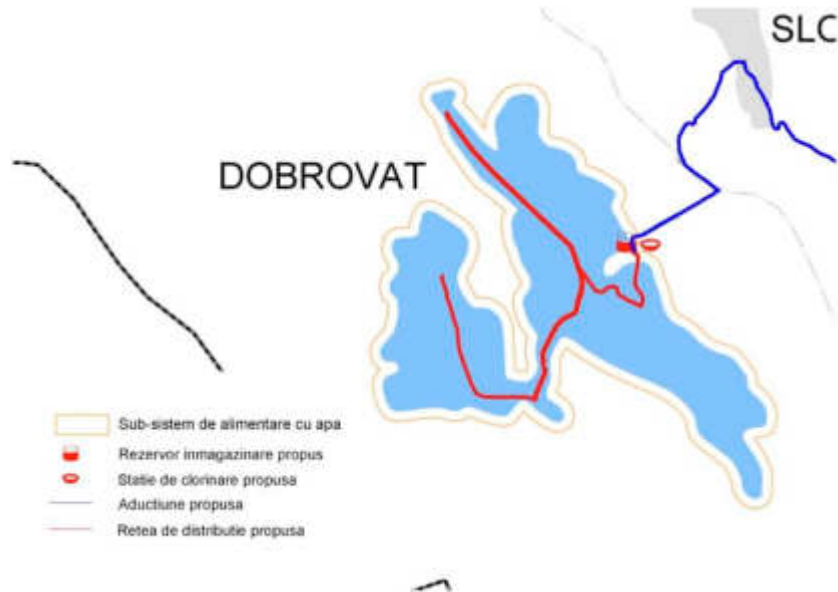 SLO
DOBROVAT
Sub-sistem de alimentare cu apa
Rezervor inmagazinare propus
Statie de clorinare propusa
Aductiune propusa
Retea de distributie propusa